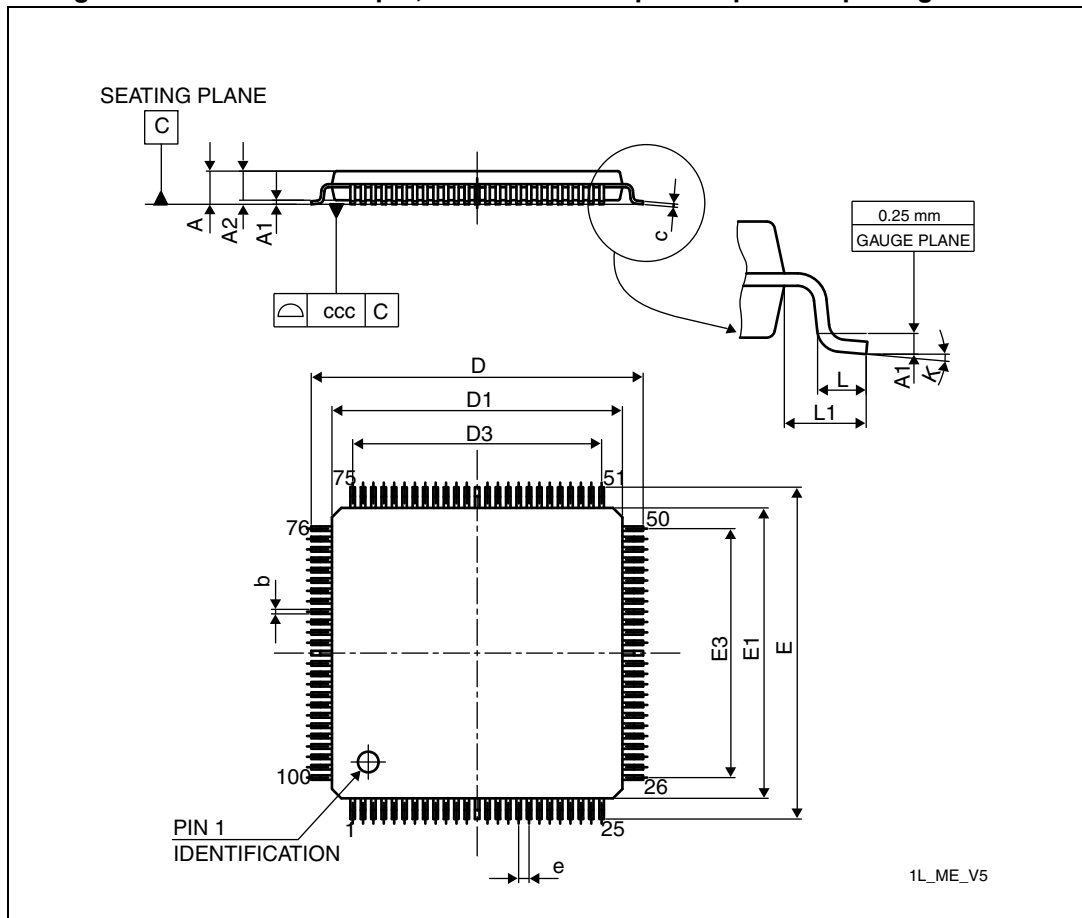 SEATING PLANE
C
A
A2
A1
c
0.25 mm
GAUGE PLANE
ccc
C
A1
K
L
L1
D
D1
D3
75
51
76
50
b
E3
E1
E
100
26
PIN 1
IDENTIFICATION
1
25
e
1L_ME_V5